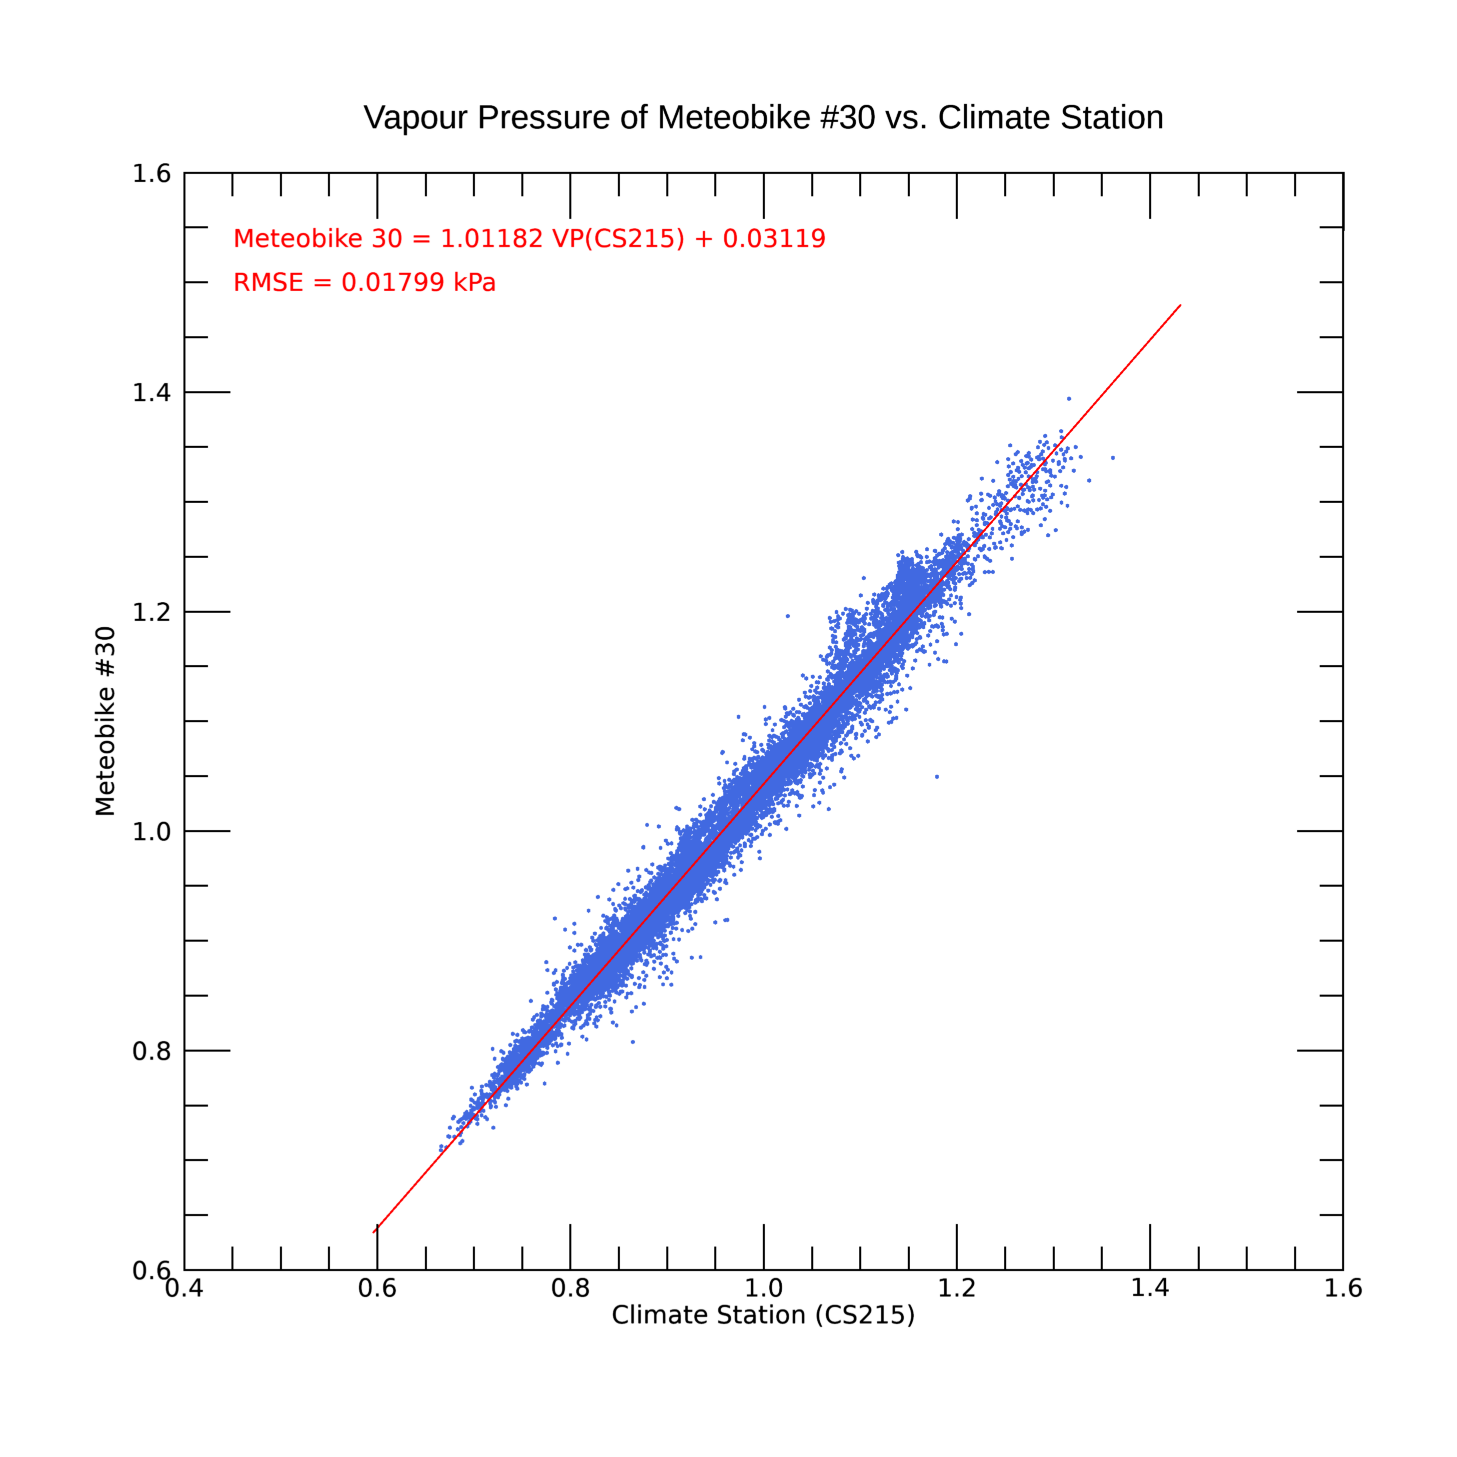 Vapour Pressure of Meteobike #30 vs. Climate Station
1.6
Meteobike 30 = 1.01182 VP(CS215) + 0.03119
RMSE = 0.01799 kPa
1.4
1.2
Meteobike #30
1.0
0.8
0.6
0.4 0.6 0.8 1.0 1.2 1.4 1.6
Climate Station (CS215)